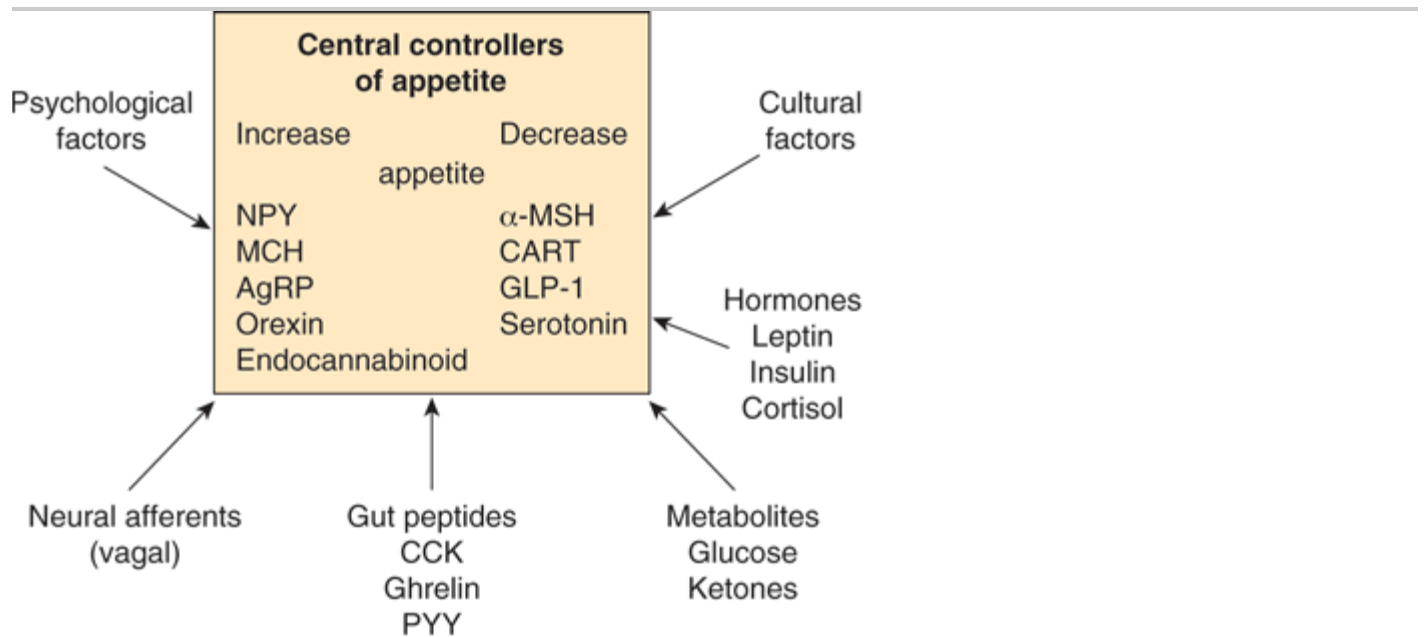 Central controllers
of appetite
Psychological
factors
Cultural
factors
Increase Decrease
appetite
NPY α-MSH
MCH CART
AgRP GLP-1
Orexin Serotonin
Endocannabinoid
Hormones
Leptin
Insulin
Cortisol
Neural afferents
(vagal)
Gut peptides
CCK
Ghrelin
PYY
Metabolites
Glucose
Ketones